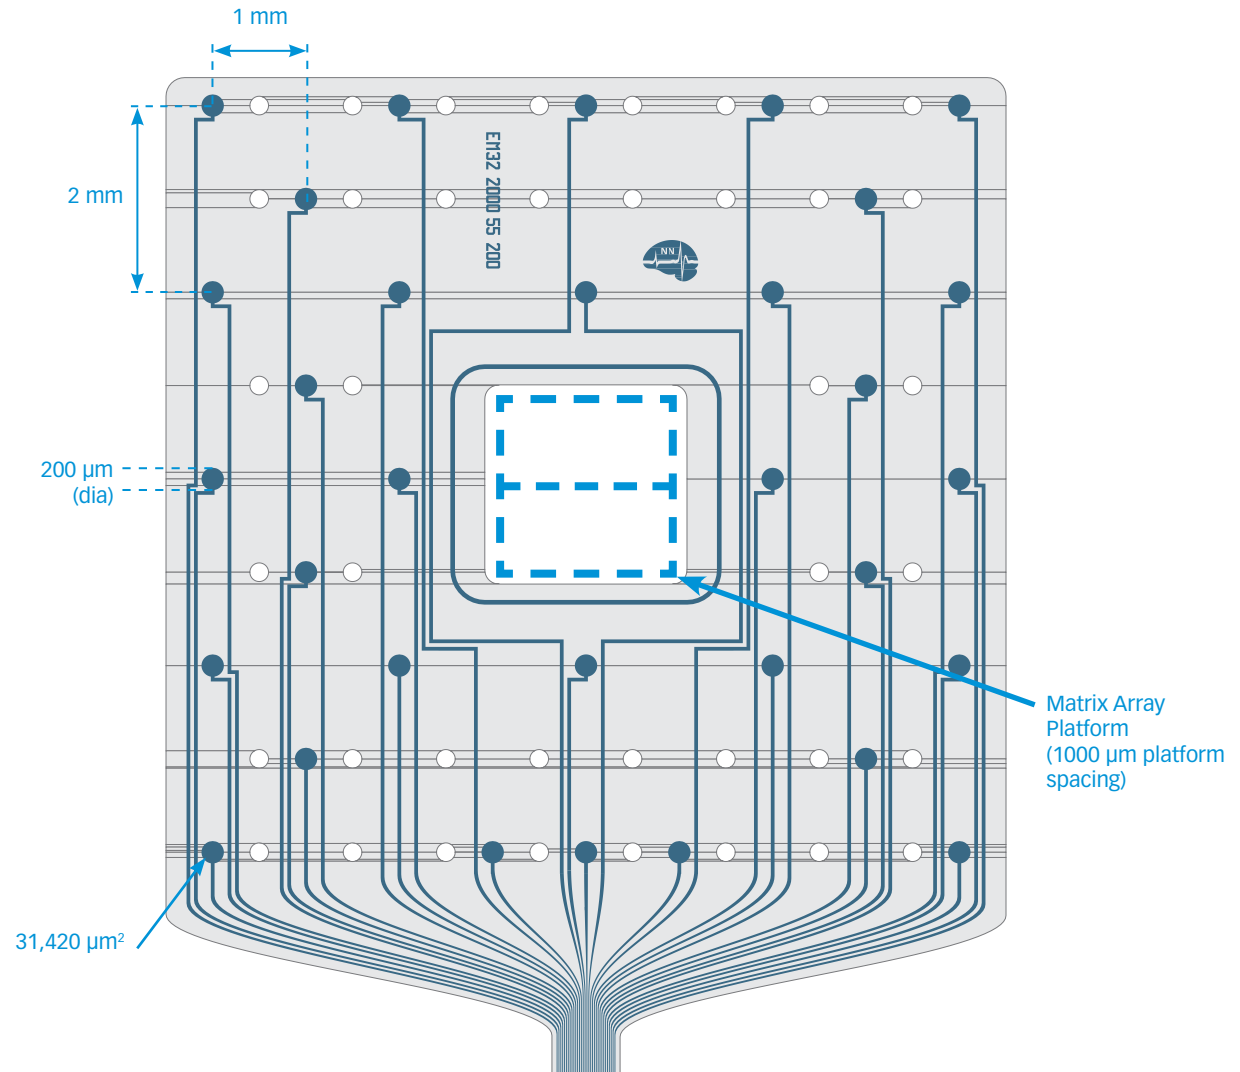 1 mm
2 mm
EM32 2000 55 200
NN
200 µm
(dia)
Matrix Array
Platform
(1000 µm platform
spacing)
31,420 µm²